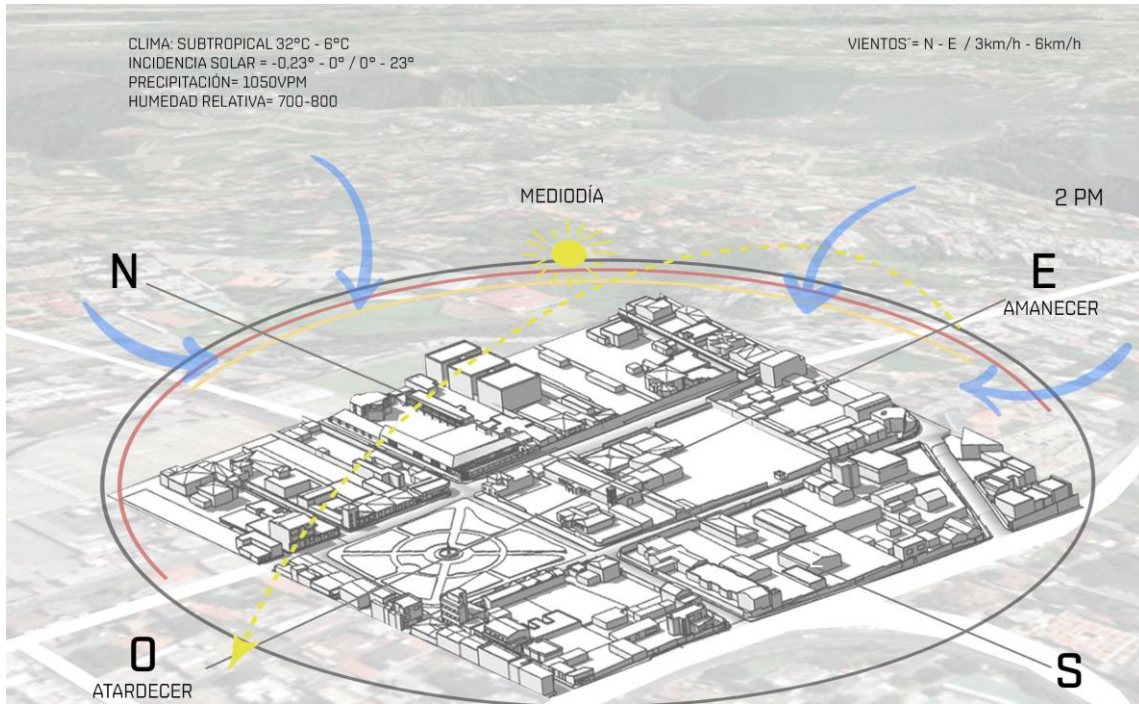 CLIMA: SUBTROPICAL 32°C - 6°C
INCIDENCIA SOLAR = -0,23° - 0° / 0° - 23°
PRECIPITACIÓN= 1050VPM
HUMEDAD RELATIVA= 700-800
VIENTOS = N - E / 3km/h - 6km/h
MEDIODÍA
2 PM
N
E
AMANECER
O
ATARDECER
S